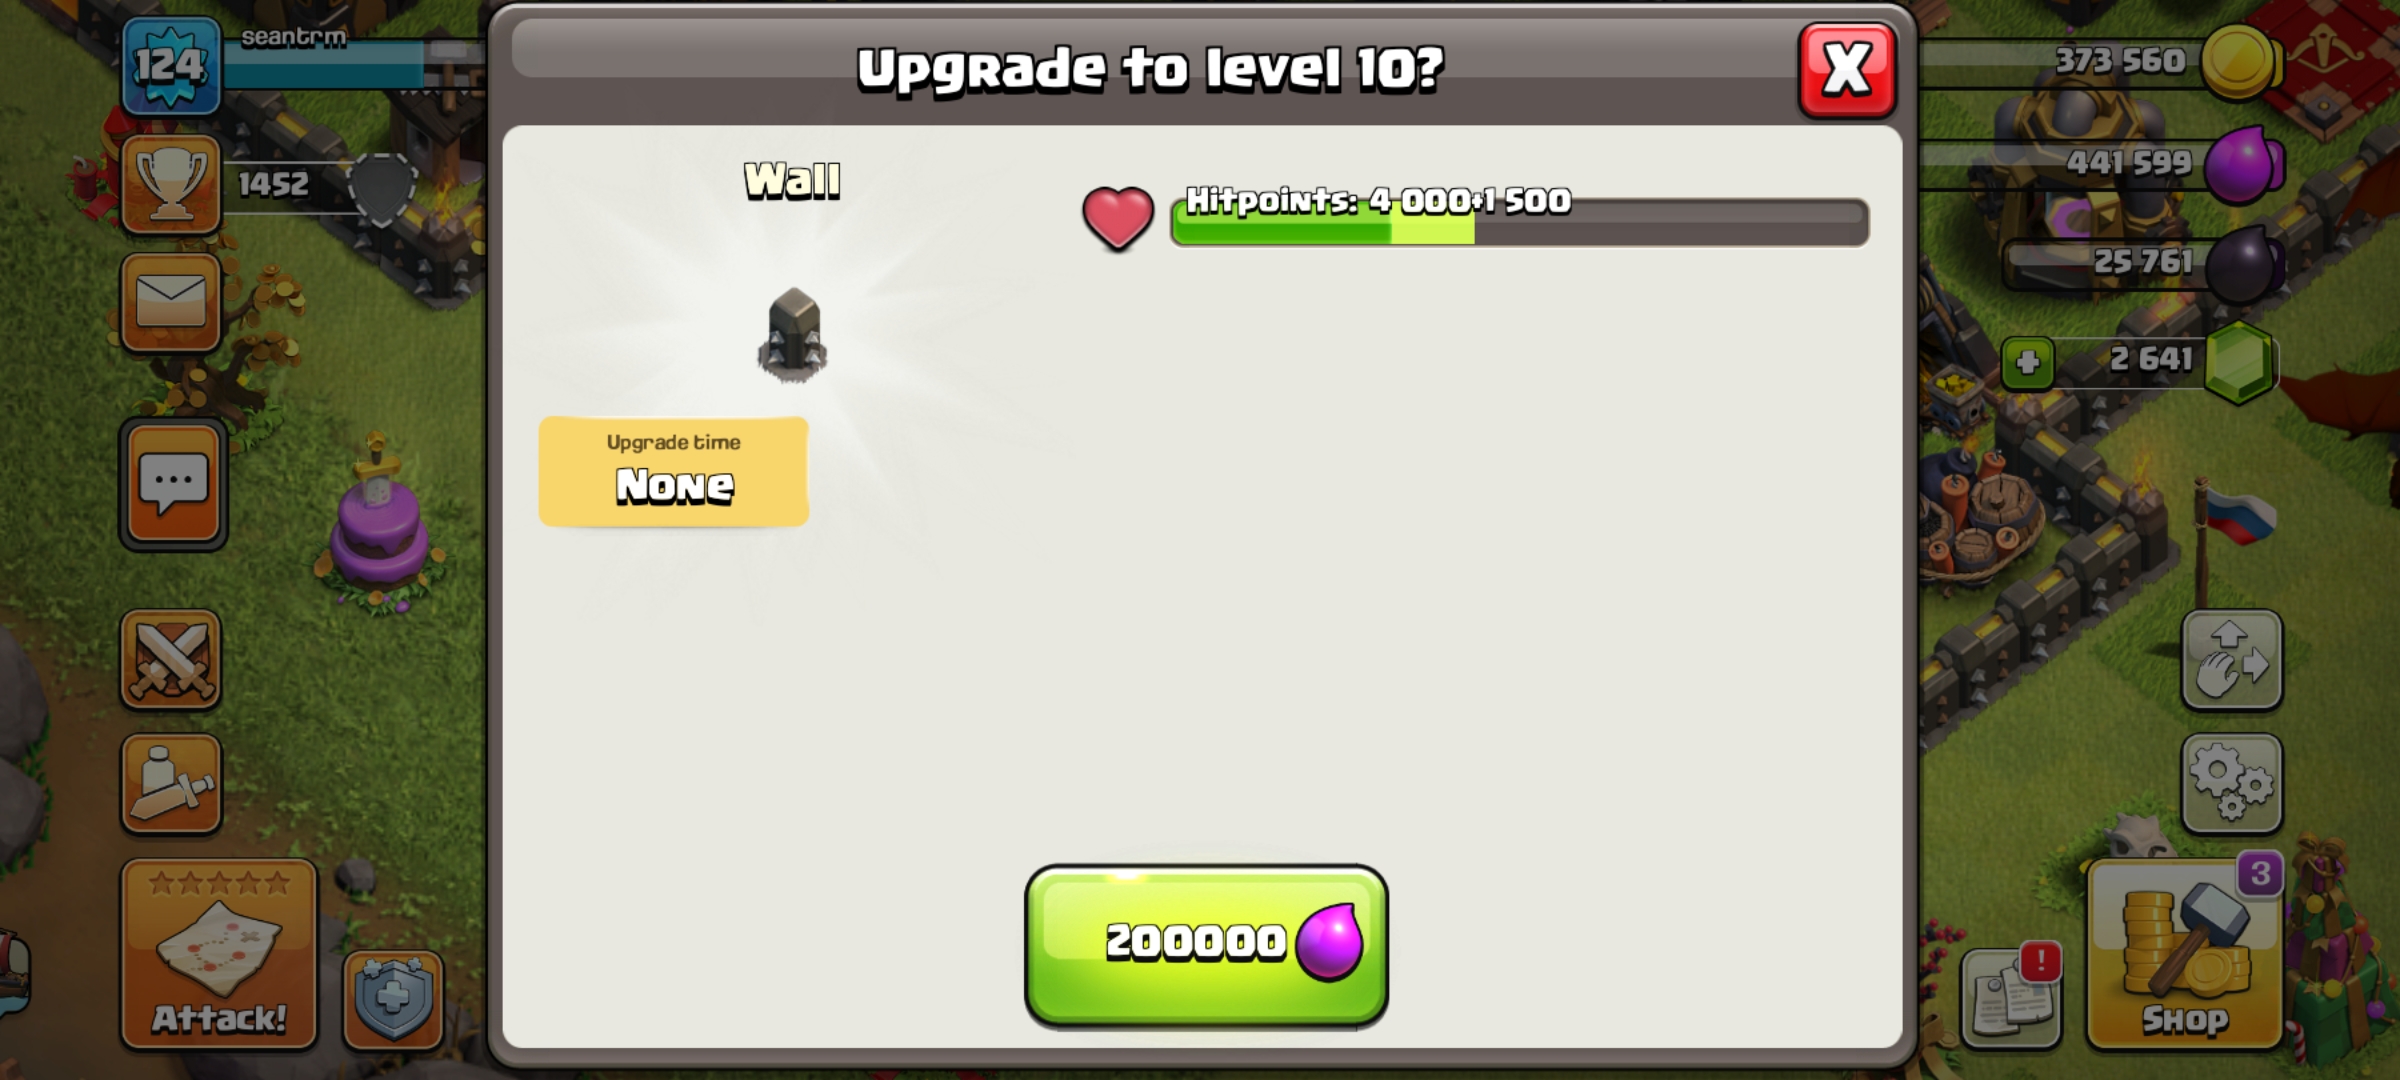 124
seantrm
1452
Upgrade to level 10?
X
Wall
Hitpoints: 4 000+1 500
Upgrade time
None
200000
373 560
441 599
25 761
2 641
Attack!
3
!
Shop